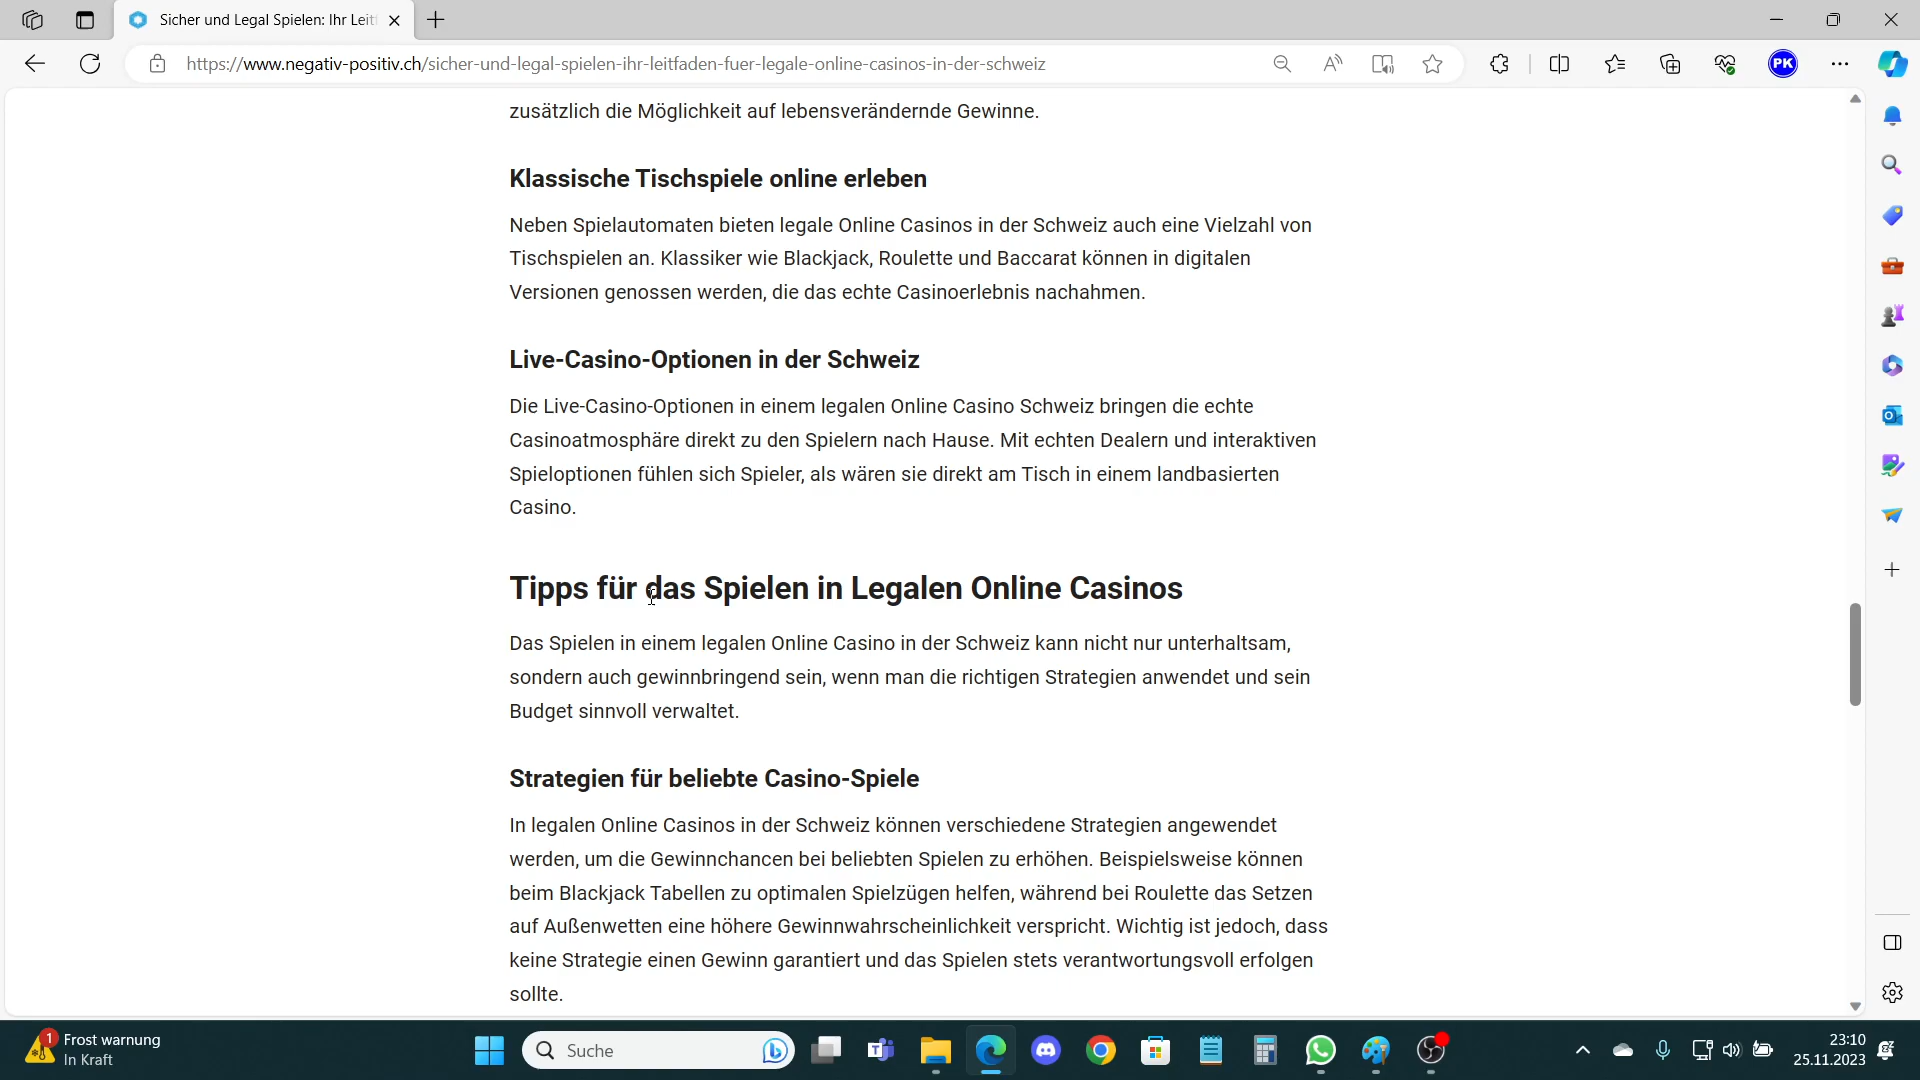 Sicher und Legal Spielen: Ihr Leit
https://www.negativ-positiv.ch/sicher-und-legal-spielen-ihr-leitfaden-fuer-legale-online-casinos-in-der-schweiz
PK
zusätzlich die Möglichkeit auf lebensverändernde Gewinne.
Klassische Tischspiele online erleben
Neben Spielautomaten bieten legale Online Casinos in der Schweiz auch eine Vielzahl von
Tischspielen an. Klassiker wie Blackjack, Roulette und Baccarat können in digitalen
Versionen genossen werden, die das echte Casinoerlebnis nachahmen.
Live-Casino-Optionen in der Schweiz
Die Live-Casino-Optionen in einem legalen Online Casino Schweiz bringen die echte
Casinoatmosphäre direkt zu den Spielern nach Hause. Mit echten Dealern und interaktiven
Spieloptionen fühlen sich Spieler, als wären sie direkt am Tisch in einem landbasierten
Casino.
Tipps für das Spielen in Legalen Online Casinos
Das Spielen in einem legalen Online Casino in der Schweiz kann nicht nur unterhaltsam,
sondern auch gewinnbringend sein, wenn man die richtigen Strategien anwendet und sein
Budget sinnvoll verwaltet.
Strategien für beliebte Casino-Spiele
In legalen Online Casinos in der Schweiz können verschiedene Strategien angewendet
werden, um die Gewinnchancen bei beliebten Spielen zu erhöhen. Beispielsweise können
beim Blackjack Tabellen zu optimalen Spielzügen helfen, während bei Roulette das Setzen
auf Außenwetten eine höhere Gewinnwahrscheinlichkeit verspricht. Wichtig ist jedoch, dass
keine Strategie einen Gewinn garantiert und das Spielen stets verantwortungsvoll erfolgen
sollte.
1
Frost warnung
In Kraft
Suche
23:10
25.11.2023